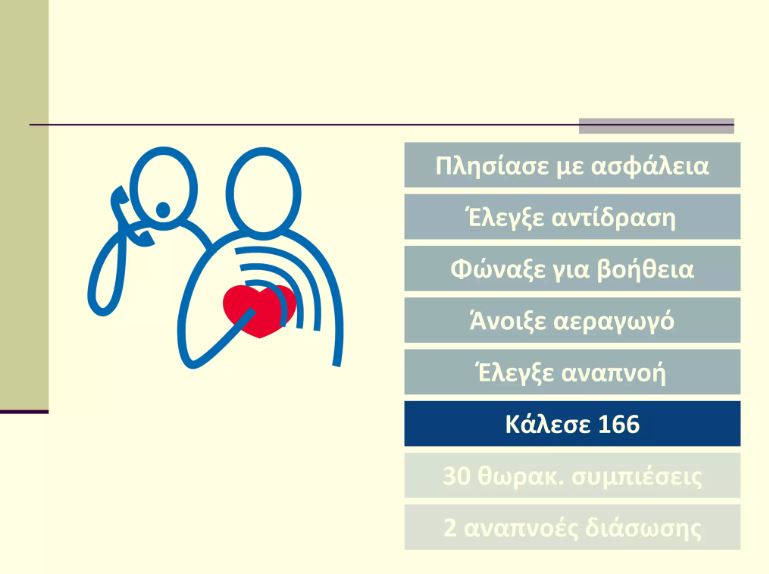 Πλησίασε με ασφάλεια
Έλεγξε αντίδραση
Φώναξε για βοήθεια
Άνοιξε αεραγωγό
Έλεγξε αναπνοή
Κάλεσε 166
30 θωρακ. συμπιέσεις
2 αναπνοές διάσωσης